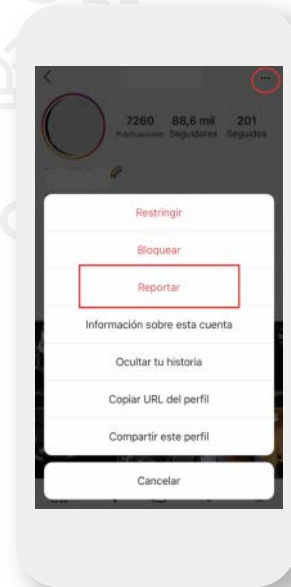 7260 88,6 mil 201
Publicaciones Seguidores Seguidos
Restringir
Bloquear
Reportar
Información sobre esta cuenta
Ocultar tu historia
Copiar URL del perfil
Compartir este perfil
Cancelar